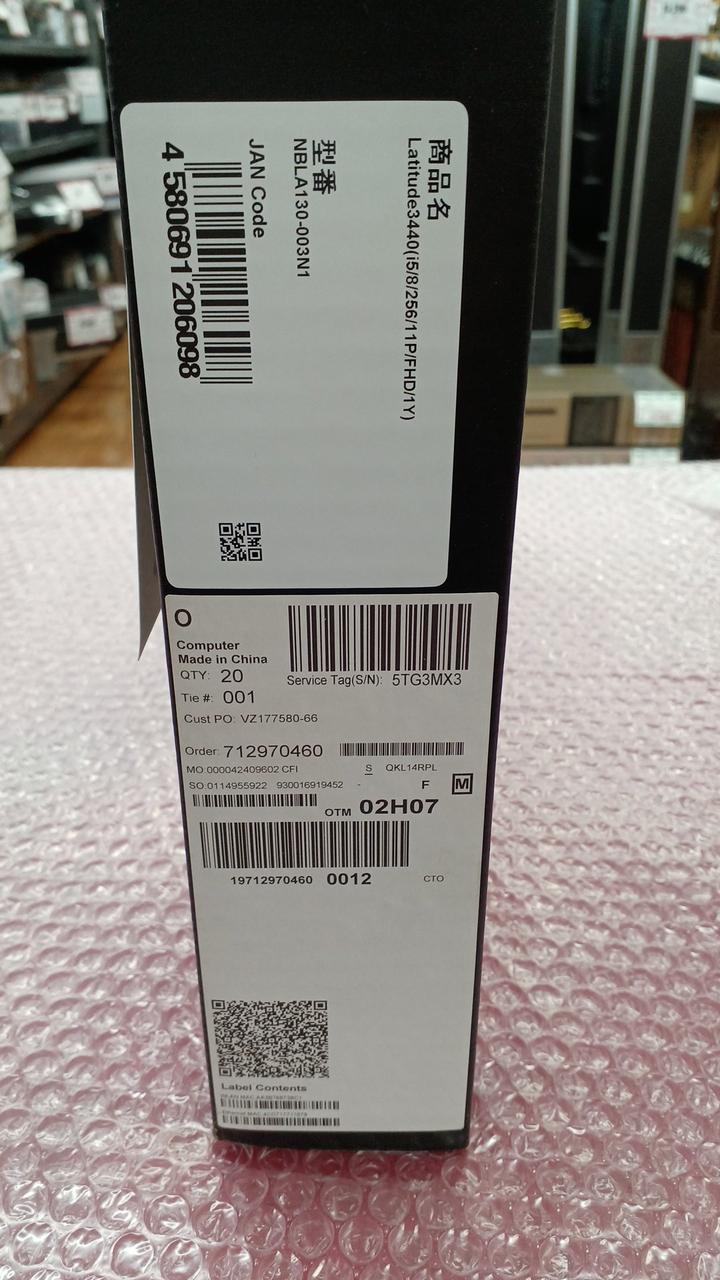 商品名
Latitude3440(i5/8/256/11P/FHD/1Y)
型番
NBLA130-003N1
JAN Code
4 580691 206098
O
Computer
Made in China
QTY: 20
Tie #: 001
Service Tag(S/N): 5TG3MX3
Cust PO: VZ177580-66
Order: 712970460
MO:000042409602 CFI S QKL14RPL
SO:0114955922 930016919452 - F M
OTM 02H07
19712970460 0012 CTO
Label Contents